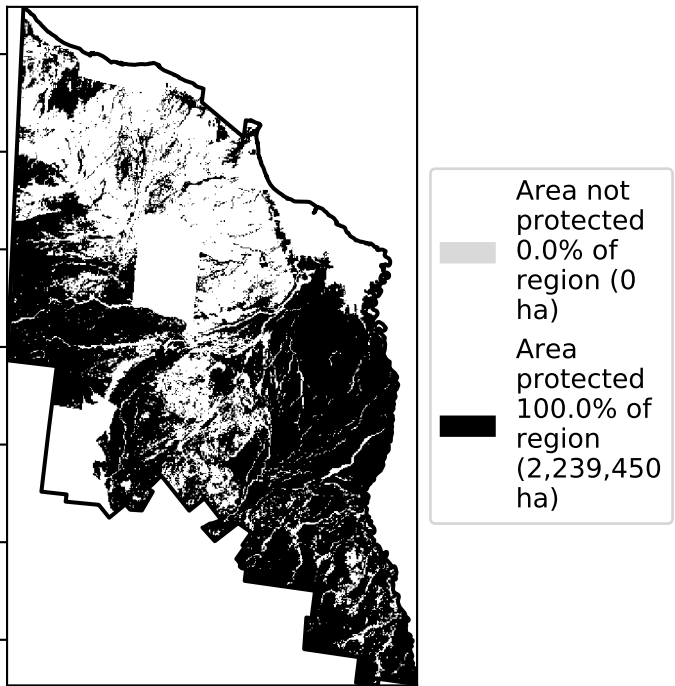 Area not
protected
0.0% of
region (0
ha)
Area
protected
100.0% of
region
(2,239,450
ha)